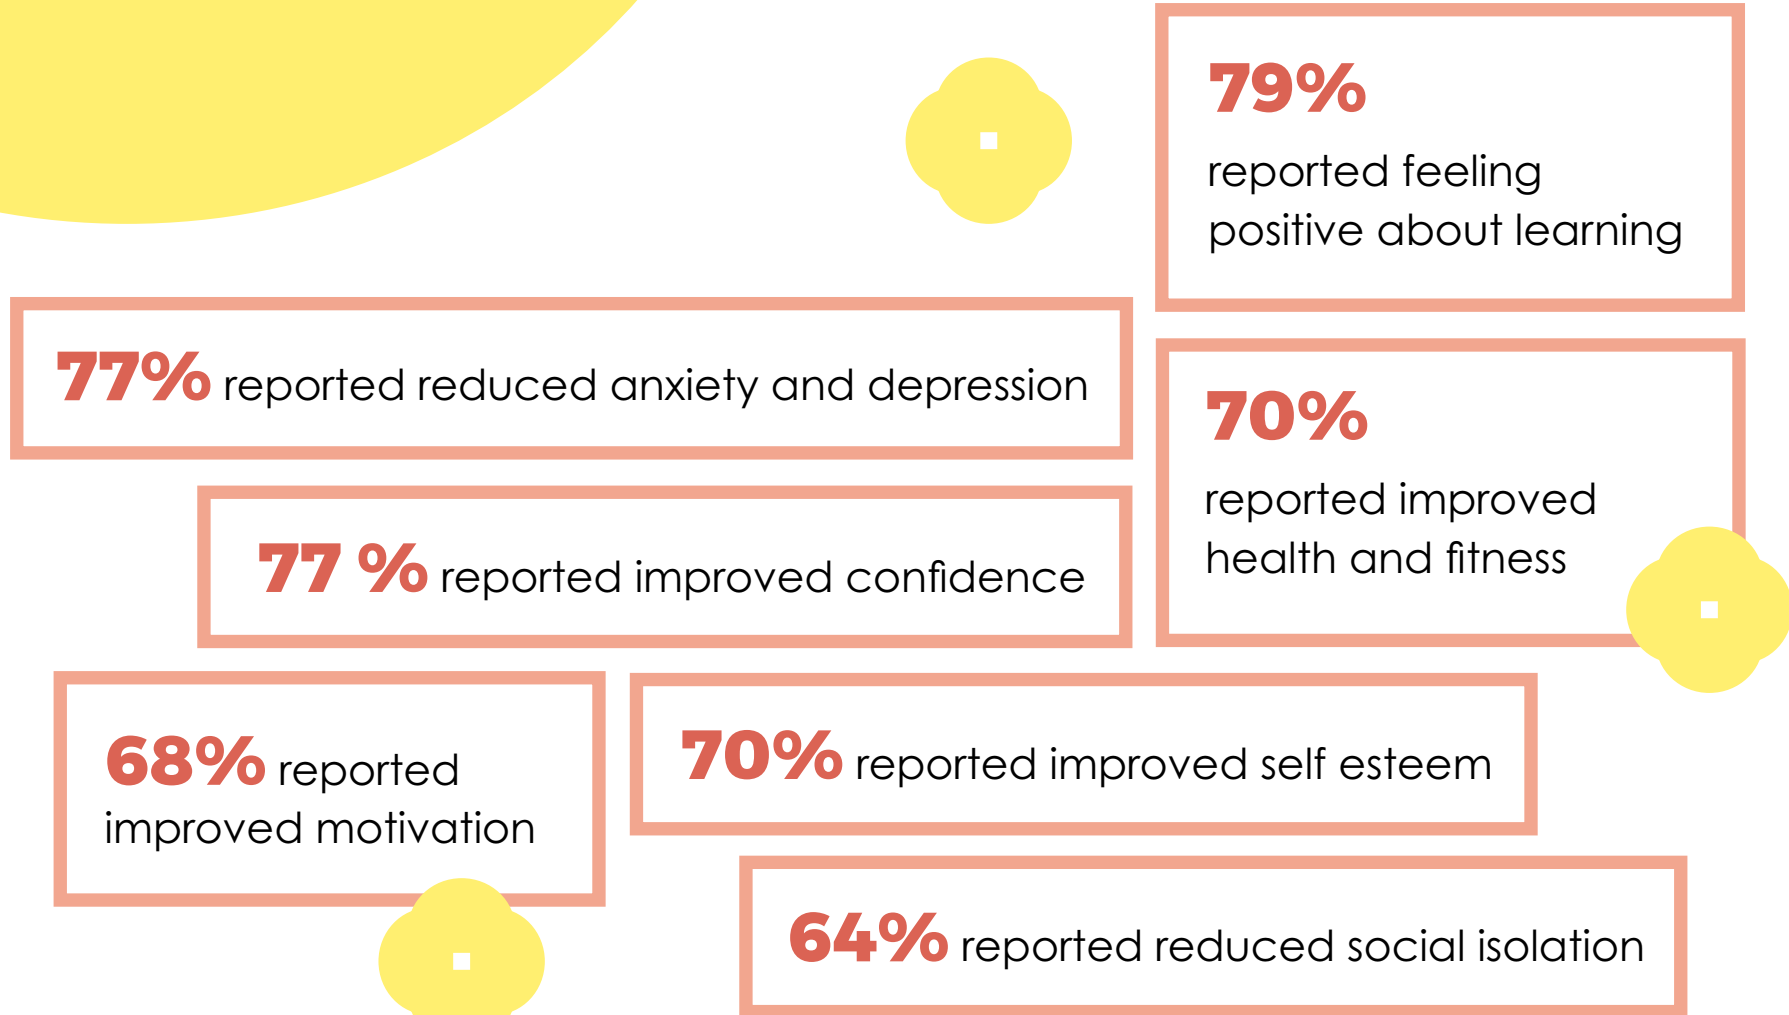 79%
reported feeling
positive about learning
77% reported reduced anxiety and depression
70%
reported improved
health and fitness
77 % reported improved confidence
68% reported
improved motivation
70% reported improved self esteem
64% reported reduced social isolation